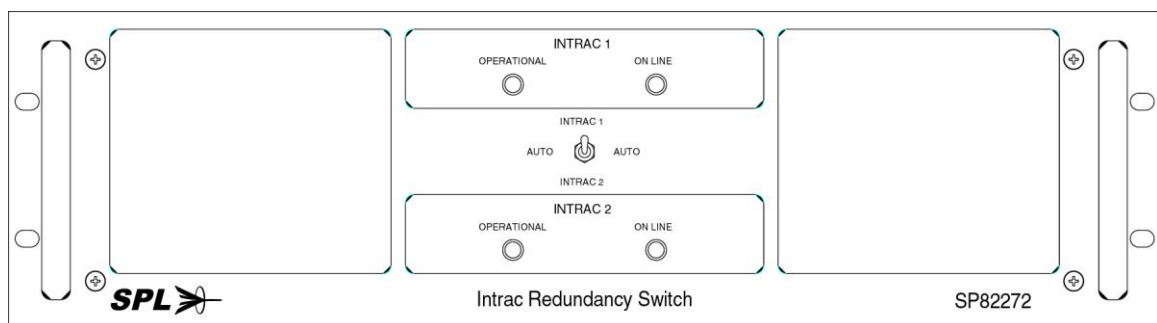 INTRAC 1
OPERATIONAL ON LINE
INTRAC 1
AUTO AUTO
INTRAC 2
INTRAC 2
OPERATIONAL ON LINE
SPL Intrac Redundancy Switch SP82272